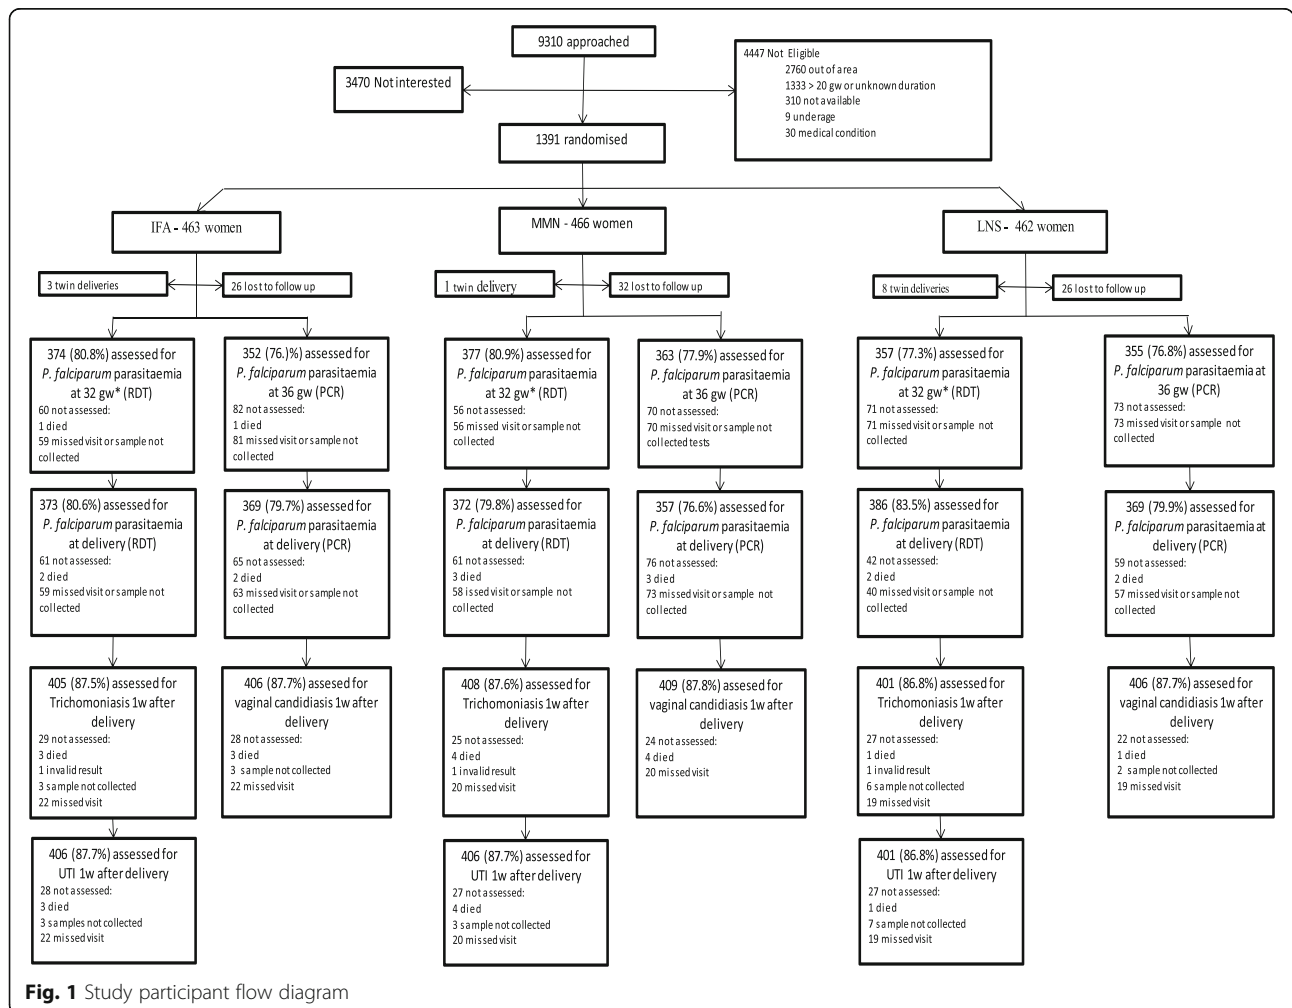 9310 approached
3470 Not interested
4447 Not Eligible
2760 out of area
1333 > 20 gw or unknown duration
310 not available
9 underage
30 medical condition
1391 randomised
IFA - 463 women
MMN - 466 women
LNS - 462 women
3 twin deliveries
26 lost to follow up
1 twin delivery
32 lost to follow up
8 twin deliveries
26 lost to follow up
374 (80.8%) assessed for
P. falciparum parasitaemia
at 32 gw* (RDT)
60 not assessed:
1 died
59 missed visit or sample not
collected
352 (76.)% assessed for
P. falciparum parasitaemia
at 36 gw (PCR)
82 not assessed:
1 died
81 missed visit or sample not
collected
377 (80.9%) assessed for
P. falciparum parasitaemia
at 32 gw* (RDT)
56 not assessed:
56 missed visit or sample not
collected
363 (77.9%) assessed for
P. falciparum parasitaemia
at 36 gw (PCR)
70 not assessed:
70 missed visit or sample not
collected tests
357 (77.3%) assessed for
P. falciparum parasitaemia
at 32 gw* (RDT)
71 not assessed:
71 missed visit or sample not
collected
355 (76.8%) assessed for
P. falciparum parasitaemia at
36 gw (PCR)
73 not assessed:
73 missed visit or sample not
collected
373 (80.6%) assessed for
P. falciparum parasitaemia
at delivery (RDT)
61 not assessed:
2 died
59 missed visit or sample not
collected
369 (79.7%) assessed for
P. falciparum parasitaemia
at delivery (PCR)
65 not assessed:
2 died
63 missed visit or sample not
collected
372 (79.8%) assessed for
P. falciparum parasitaemia
at delivery (RDT)
61 not assessed:
3 died
58 issed visit or sample not
collected
357 (76.6%) assessed for
P. falciparum parasitaemia
at delivery (PCR)
76 not assessed:
3 died
73 missed visit or sample not
collected
386 (83.5%) assessed for
P. falciparum parasitaemia
at delivery (RDT)
42 not assessed:
2 died
40 missed visit or sample not
collected
369 (79.9%) assessed for
P. falciparum parasitaemia
at delivery (PCR)
59 not assessed:
2 died
57 missed visit or sample not
collected
405 (87.5%) assessed for
Trichomoniasis 1w after
delivery
29 not assessed:
3 died
1 invalid result
3 sample not collected
22 missed visit
406 (87.7%) assesed for
vaginal candidiasis 1w after
delivery
28 not assessed:
3 died
3 sample not collected
22 missed visit
408 (87.6%) assessed for
Trichomoniasis 1w after
delivery
25 not assessed:
4 died
1 invalid result
20 missed visit
409 (87.8%) assesed for
vaginal candidiasis 1w after
delivery
24 not assessed:
4 died
20 missed visit
401 (86.8%) assessed for
Trichomoniasis 1w after
delivery
27 not assessed:
1 died
1 invalid result
6 sample not collected
19 missed visit
406 (87.7%) assessed for
vaginal candidiasis 1w after
delivery
22 not assessed:
1 died
2 sample not collected
19 missed visit
406 (87.7%) assessed for
UTI 1w after delivery
28 not assessed:
3 died
3 samples not collected
22 missed visit
406 (87.7%) assessed for
UTI 1w after delivery
27 not assessed:
4 died
3 sample not collected
20 missed visit
401 (86.8%) assessed for
UTI 1w after delivery
27 not assessed:
1 died
7 sample not collected
19 missed visit
Fig. 1 Study participant flow diagram